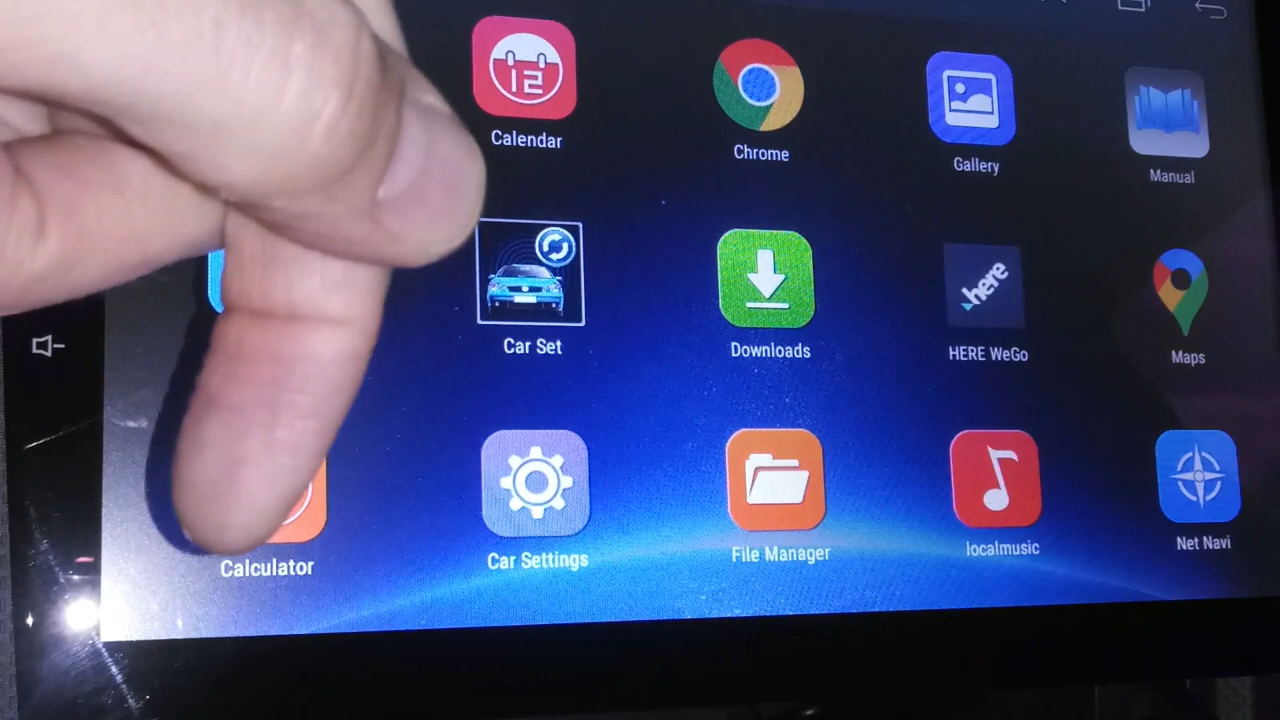 12
Calendar
Chrome
Gallery
Manual
Car Set
Downloads
here
HERE WeGo
Maps
Calculator
Car Settings
File Manager
localmusic
Net Navi